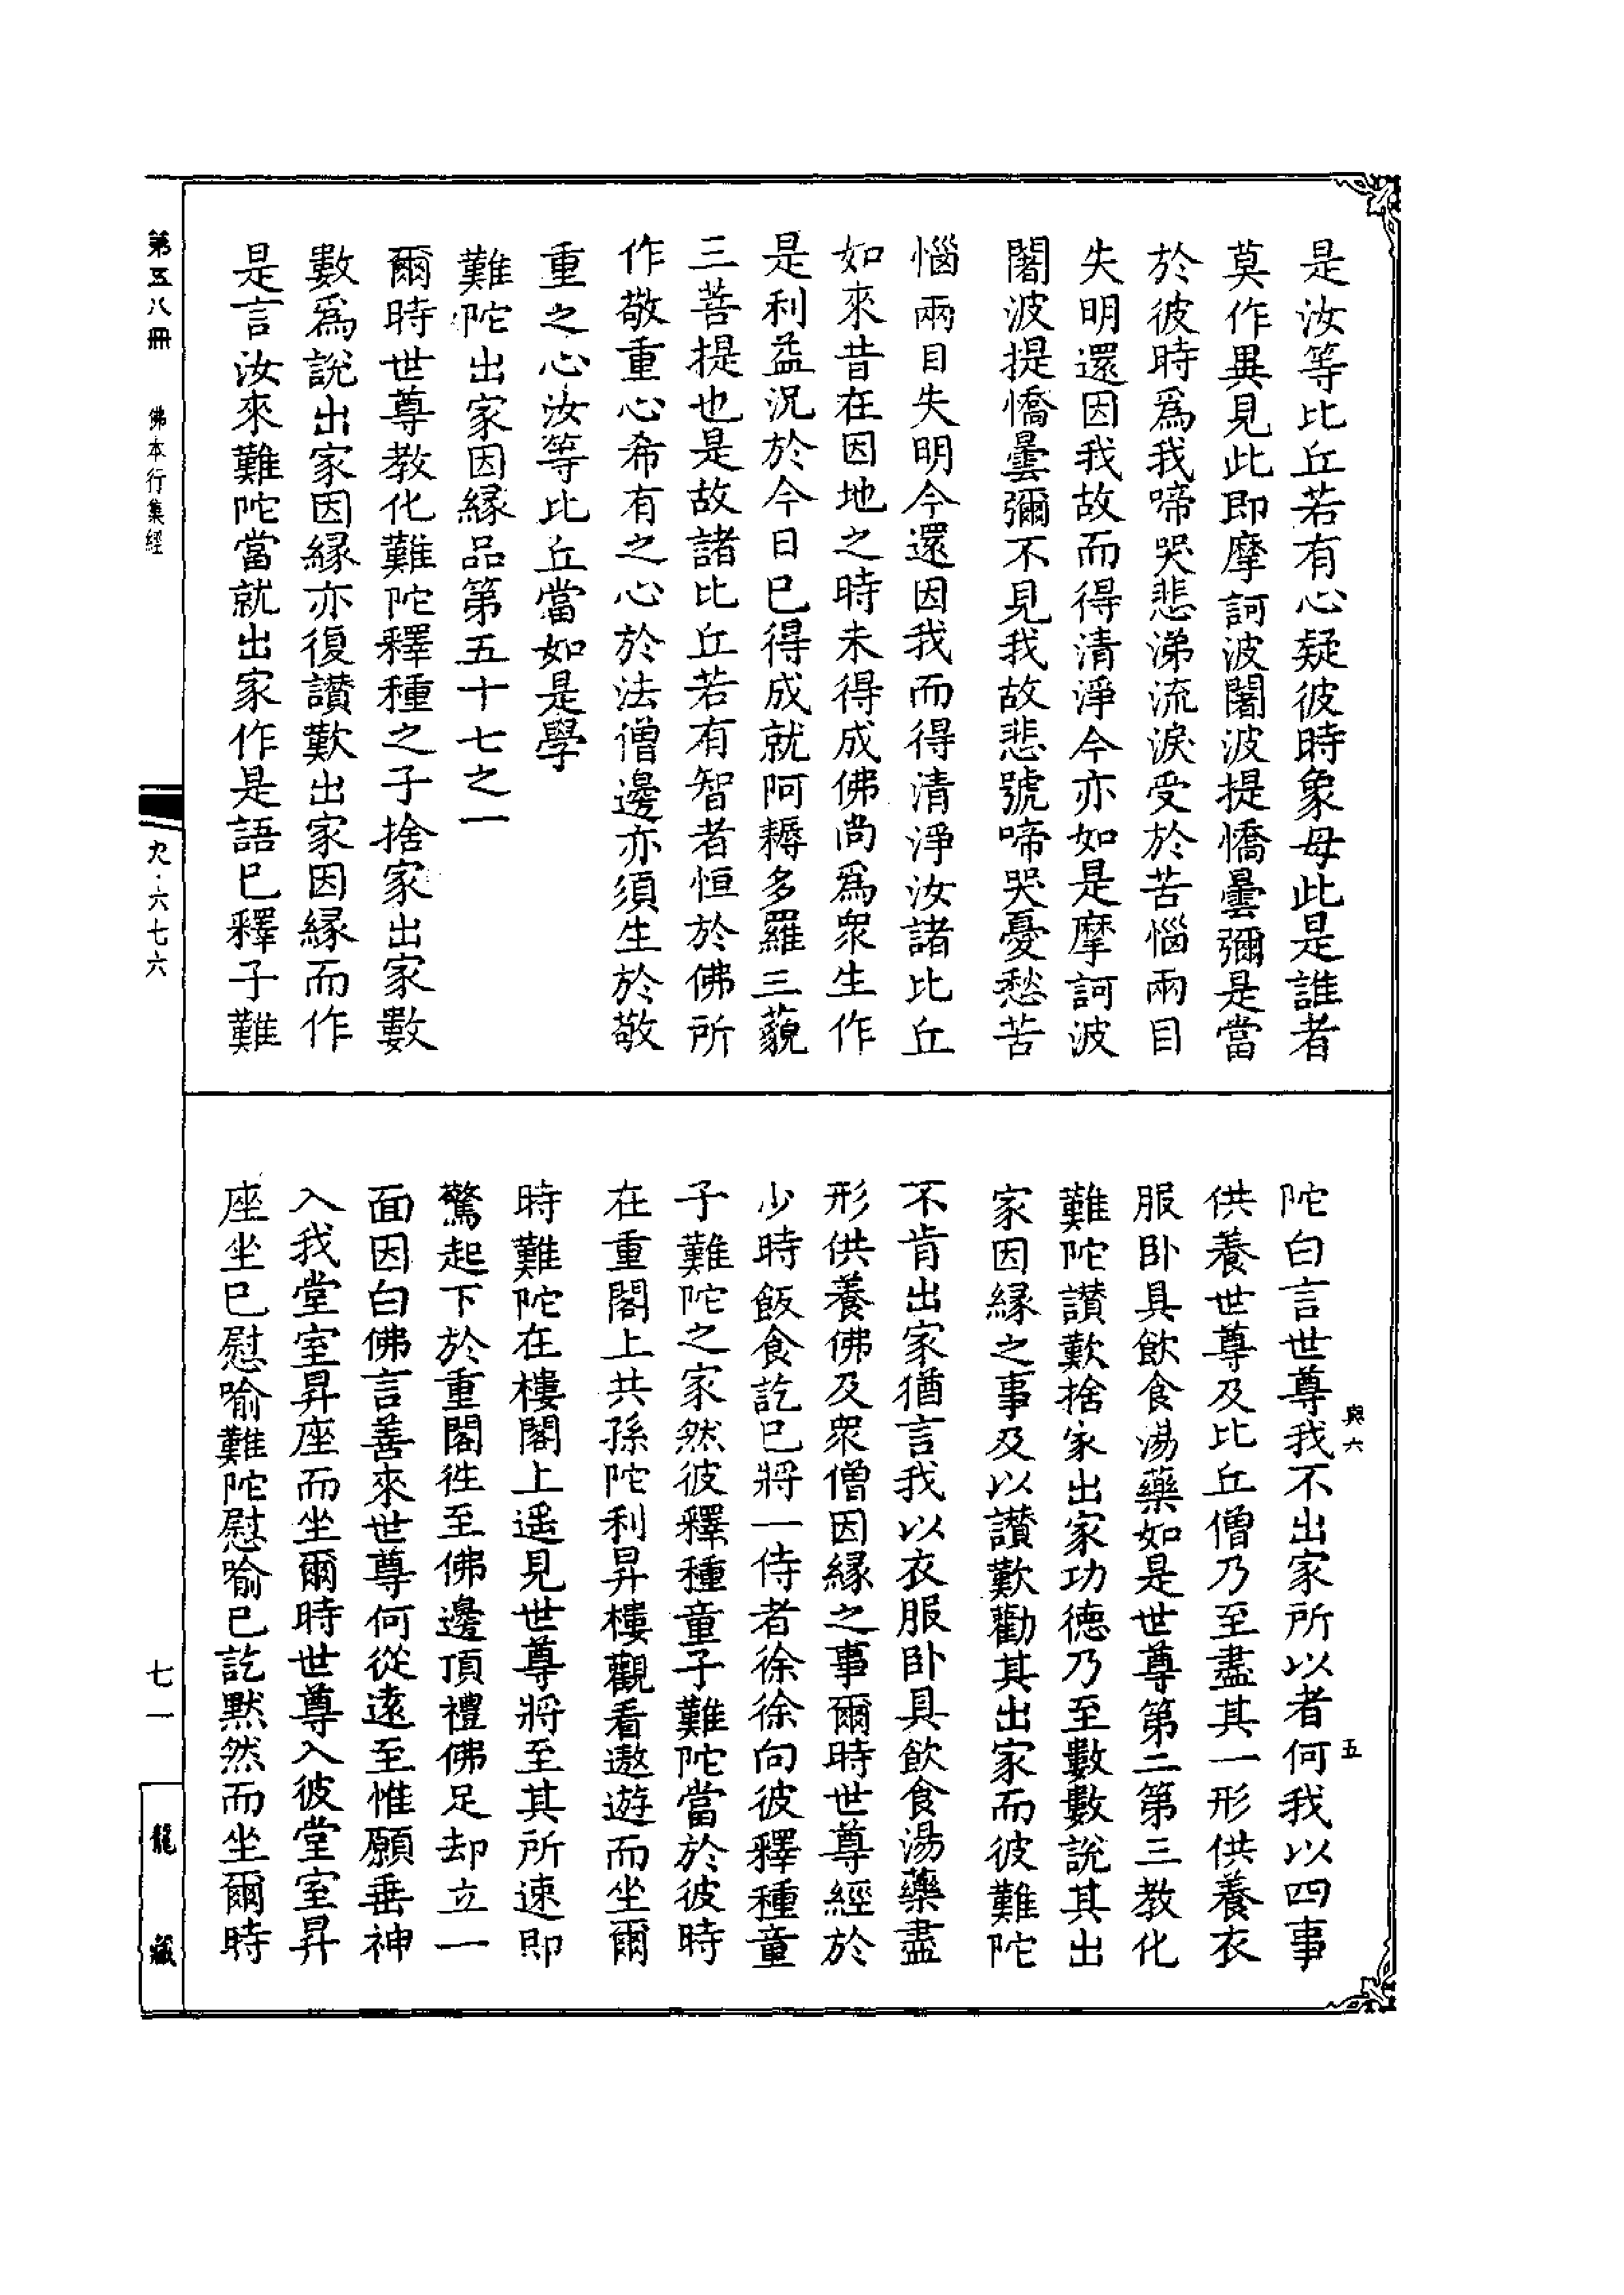 是汝等比丘若有心疑彼時象母此是誰者
莫作異見此即摩訶波闍波提憍曇彌是當
於彼時爲我啼哭悲涕流淚受於苦惱兩目
失明還因我故而得清淨今亦如是摩訶波
闍波提憍曇彌不見我故悲號啼哭憂愁苦
惱兩目失明今還因我而得清淨汝諸比丘
如來昔在因地之時未得成佛尚爲衆生作
是利益況於今日已得成就阿耨多羅三藐
三菩提也是故諸比丘若有智者恒於佛所
作敬重心希有之心於法僧邊亦須生於敬
重之心汝等比丘當如是學
難陀出家因緣品第五十七之一
爾時世尊教化難陀釋種之子捨家出家數
數爲說出家因緣亦復讚歎出家因緣而作
是言汝來難陀當就出家作是語已釋子難
陀白言世尊我不出家所以者何我以四事
供養世尊及比丘僧乃至盡其一形供養衣
服卧具飲食湯藥如是世尊第二第三教化
難陀讚歎捨家出家功德乃至數數說其出
家因緣之事及以讚歎勸其出家而彼難陀
不肯出家猶言我以衣服卧具飲食湯藥盡
形供養佛及衆僧因緣之事爾時世尊經於
少時飯食訖已將一侍者徐徐向彼釋種童
子難陀之家然彼釋種童子難陀當於彼時
在重閣上共孫陀利昇樓觀看遨遊而坐爾
時難陀在樓閣上遥見世尊將至其所速即
驚起下於重閣徃至佛邊頂禮佛足却立一
面因白佛言善來世尊何從遠至惟願垂神
入我堂室昇座而坐爾時世尊入彼堂室昇
座坐已慰喻難陀慰喻已訖默然而坐爾時
與六
五
第五八冊
佛本行集經
九·六七六
七一
龍藏